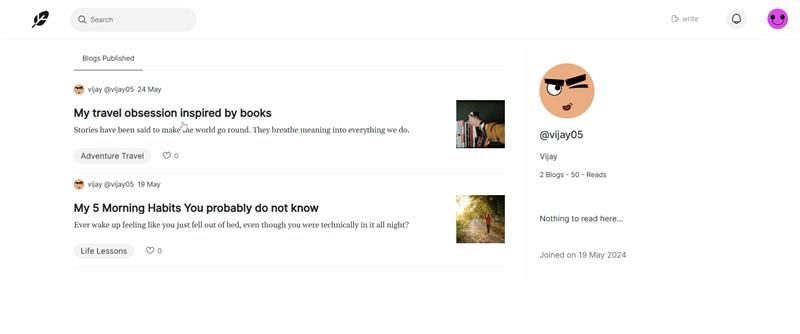 Search
write
Blogs Published
vijay @vijay05 24 May
My travel obsession inspired by books
Stories have been said to make the world go round. They breathe meaning into everything we do.
Adventure Travel
0
vijay @vijay05 19 May
My 5 Morning Habits You probably do not know
Ever wake up feeling like you just fell out of bed, even though you were technically in it all night?
Life Lessons
0
@vijay05
Vijay
2 Blogs - 50 - Reads
Nothing to read here...
Joined on 19 May 2024